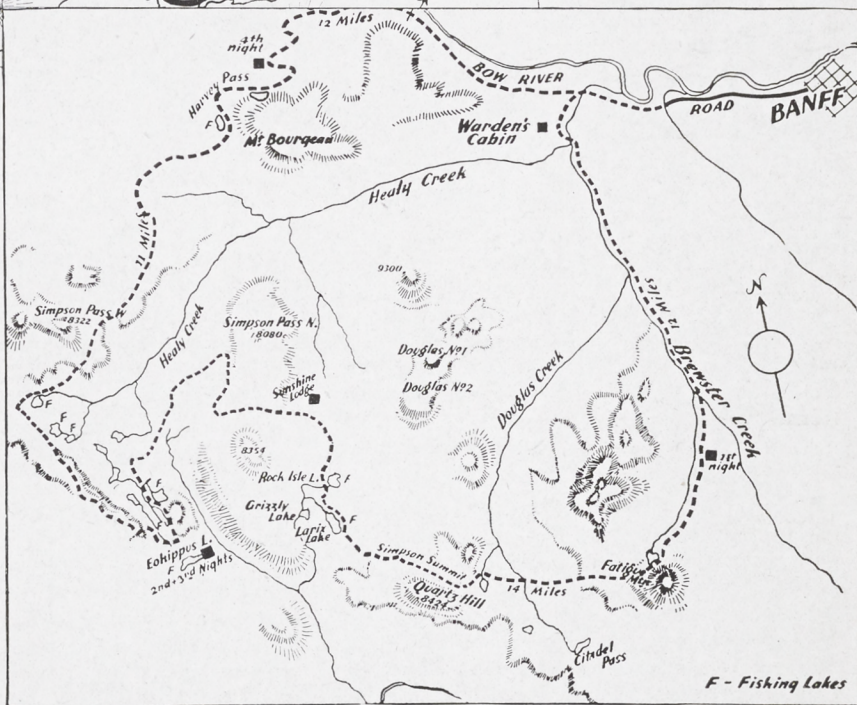 12 Miles
4th
night
Harvey
Pass
F
Mt. Bourgeau
BOW RIVER
ROAD
BANFF
Warden's
Cabin
Healy Creek
11 Miles
9300
N
Simpson Pass W.
8322
Healy Creek
Simpson Pass N.
8080
12 Miles
Douglas No1
Douglas No2
Douglas Creek
Brewster Creek
Sunshine
Lodge
F
F
F
8354
1st
night
Rock Isle L.
F
Grizzly
Lake
Larix
Lake
F
F
F
Eohippus L.
F
2nd + 3rd Nights
Simpson Summit
Fatigue
Mtn.
Quartz Hill
8424
14 Miles
Citadel
Pass
F - Fishing Lakes